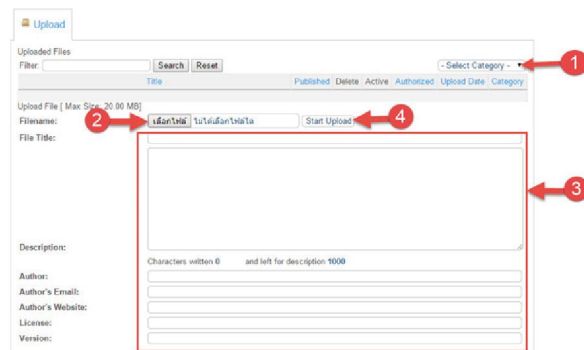 Upload
Uploaded Files
Filter: Search Reset - Select Category - 1
Title Published Delete Active Authorized Upload Date Category
Upload File [ Max Size: 20.00 MB]
Filename: 2 เลือกไฟล์ ไม่ได้เลือกไฟล์ใด Start Upload 4
File Title:
3
Description:
Characters written 0 and left for description 1000
Author:
Author's Email:
Author's Website:
License:
Version: